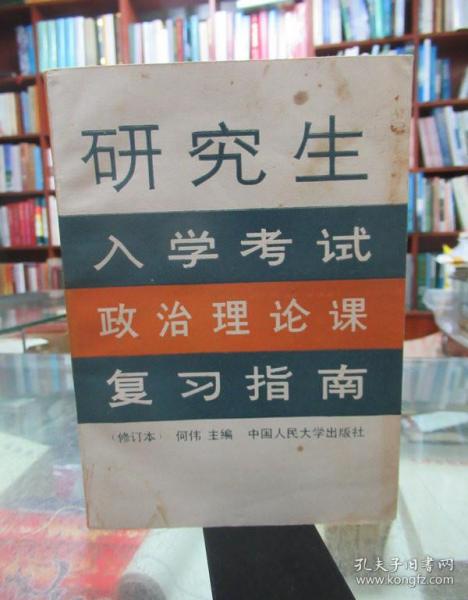 研究生
入学考试
政治理论课
复习指南
(修订本) 何伟 主编 中国人民大学出版社
孔夫子旧书网
www.kongfz.com